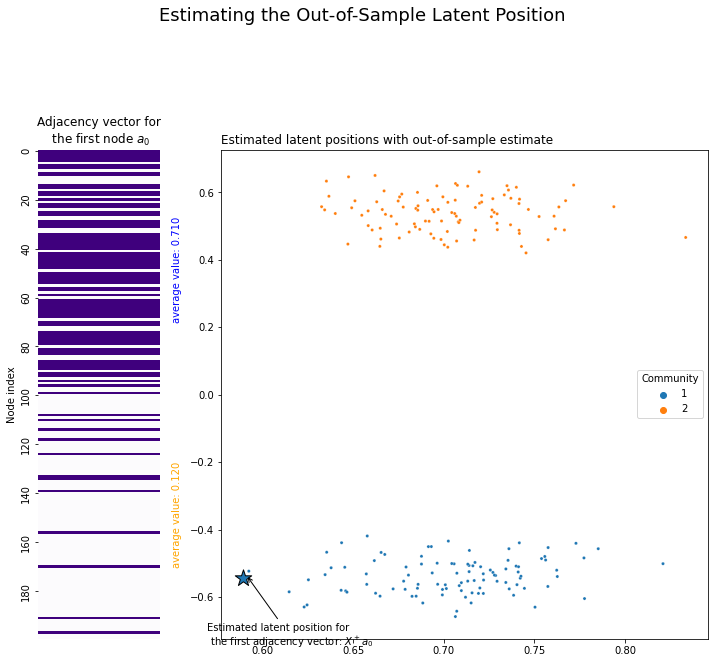 Estimating the Out-of-Sample Latent Position
Adjacency vector for
the first node a₀
Node index
0
20
40
60
80
100
120
140
160
180
average value: 0.710
average value: 0.120
Estimated latent positions with out-of-sample estimate
0.6
0.4
0.2
0.0
−0.2
−0.4
−0.6
Community
1
2
Estimated latent position for
the first adjacency vector: X'⁺a₀
0.60
0.65
0.70
0.75
0.80